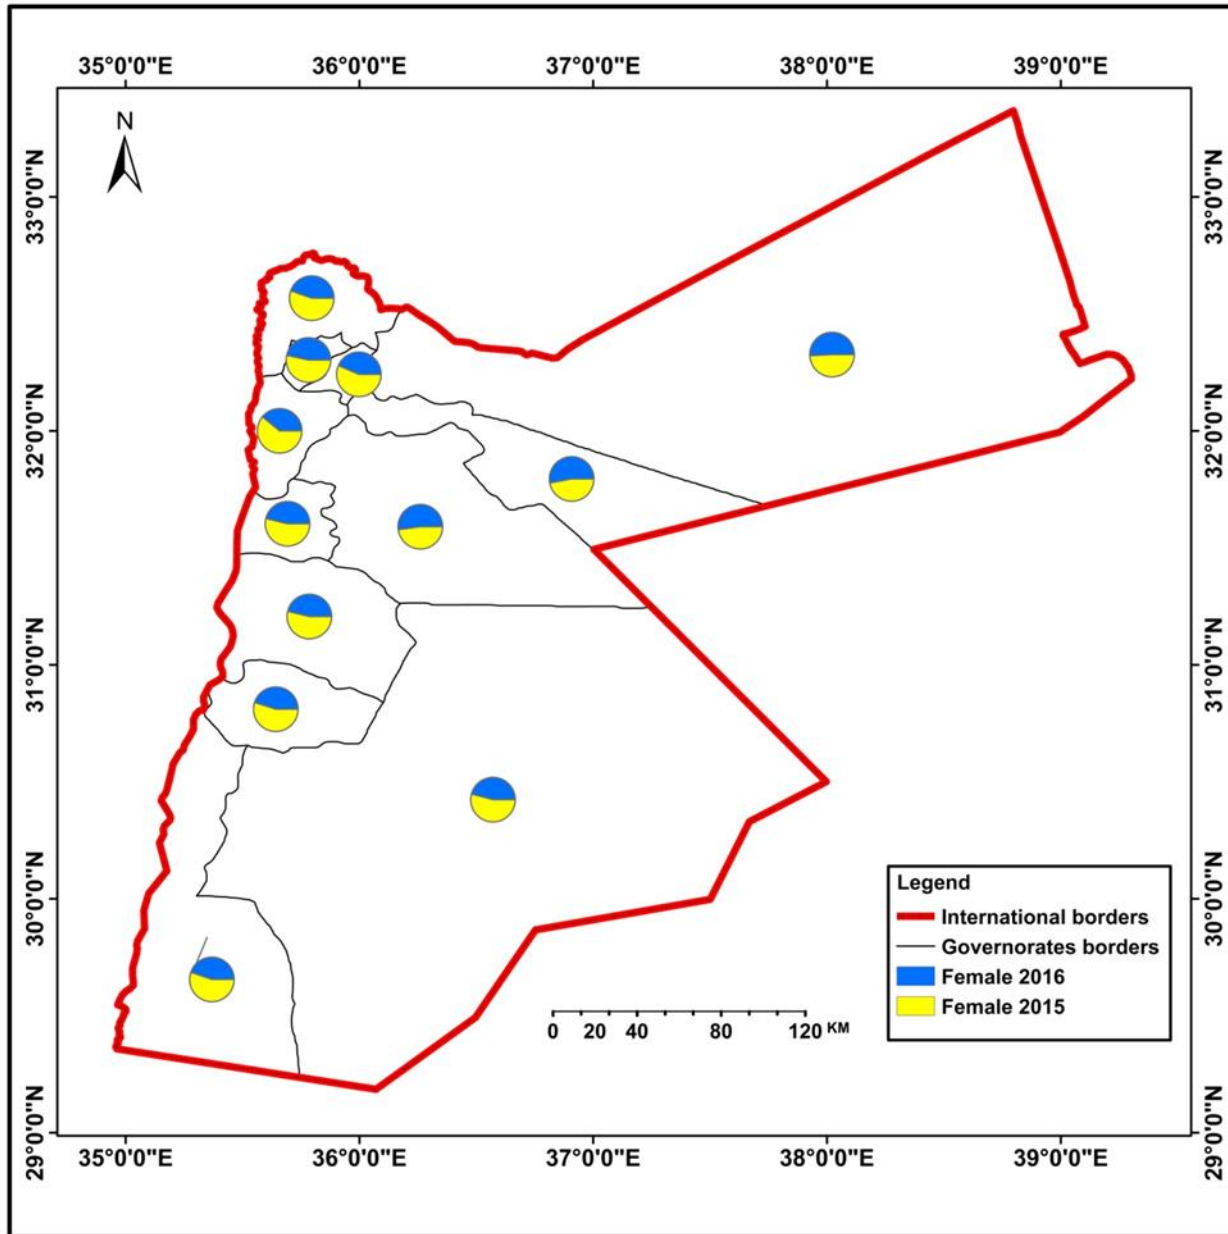 35°0'0"E 36°0'0"E 37°0'0"E 38°0'0"E 39°0'0"E
N
33°0'0"N 33°0'0"N
32°0'0"N 32°0'0"N
31°0'0"N 31°0'0"N
30°0'0"N 30°0'0"N
29°0'0"N 29°0'0"N
Legend
International borders
Governorates borders
Female 2016
Female 2015
0 20 40 80 120 KM
35°0'0"E 36°0'0"E 37°0'0"E 38°0'0"E 39°0'0"E